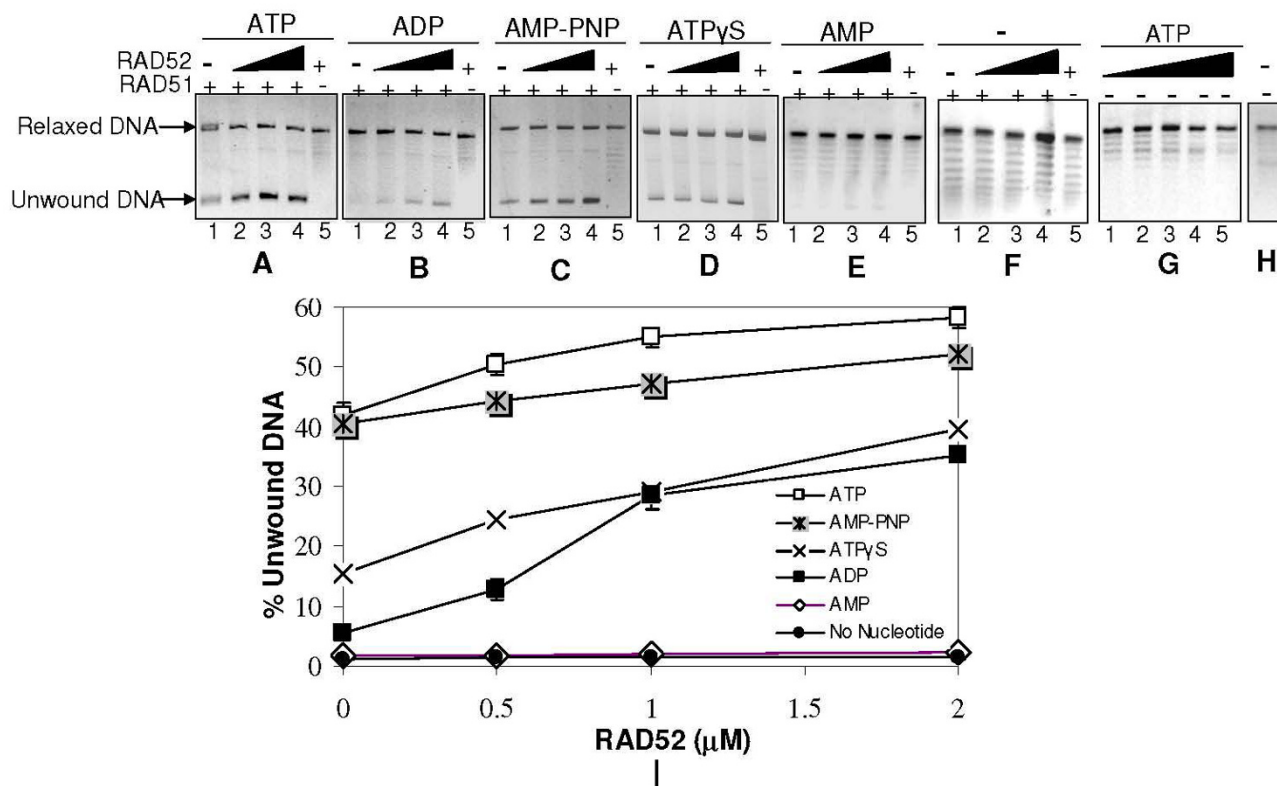 ATP ADP AMP-PNP ATPγS AMP - ATP
RAD52 - + - + - + - + - + - + -
RAD51 + + + + - + + + + - + + + + - + + + + - + + + + - + + + + - - - - - -
Relaxed DNA
Unwound DNA
1 2 3 4 5 1 2 3 4 5 1 2 3 4 5 1 2 3 4 5 1 2 3 4 5 1 2 3 4 5 1 2 3 4 5
A B C D E F G H
60
50
40
30
20
10
0
% Unwound DNA
ATP
AMP-PNP
ATPγS
ADP
AMP
No Nucleotide
0 0.5 1 1.5 2
RAD52 (μM)
I